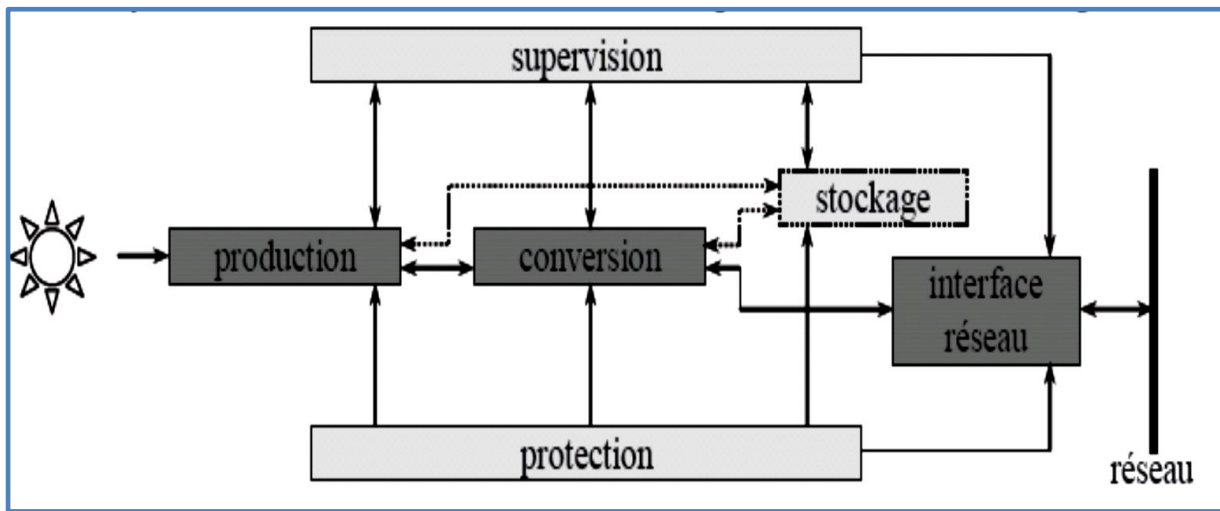 supervision
stockage
production
conversion
interface
réseau
protection
réseau